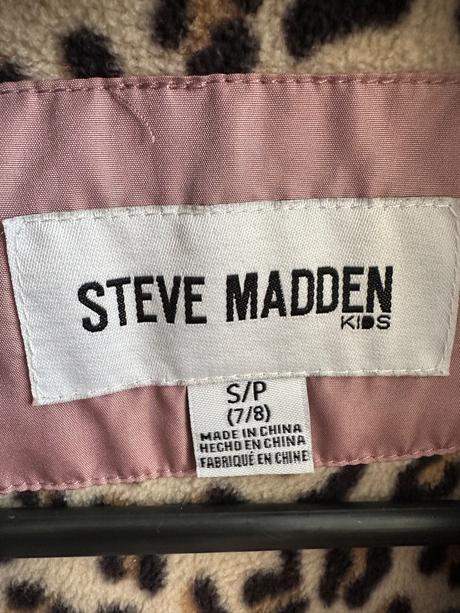 STEVE MADDEN
KIDS
S/P
(7/8)
MADE IN CHINA
HECHO EN CHINA
FABRIQUÉ EN CHINE